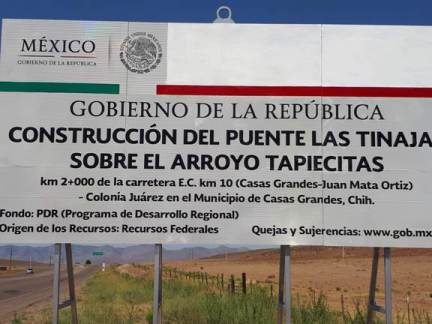 MÉXICO
GOBIERNO DE LA REPÚBLICA
GOBIERNO DE LA REPÚBLICA
CONSTRUCCIÓN DEL PUENTE LAS TINAJA
SOBRE EL ARROYO TAPIECITAS
km 2+000 de la carretera E.C. km 10 (Casas Grandes-Juan Mata Ortiz)
- Colonia Juárez en el Municipio de Casas Grandes, Chih.
Fondo: PDR (Programa de Desarrollo Regional)
Origen de los Recursos: Recursos Federales Quejas y Sujerencias: www.gob.mx